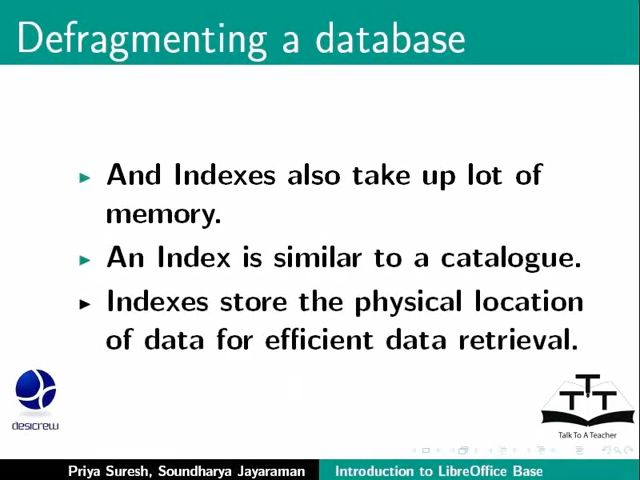 Defragmenting a database
And Indexes also take up lot of
memory.
An Index is similar to a catalogue.
Indexes store the physical location
of data for efficient data retrieval.
desicrew
T T T
Talk To A Teacher
Priya Suresh, Soundharya Jayaraman Introduction to LibreOffice Base